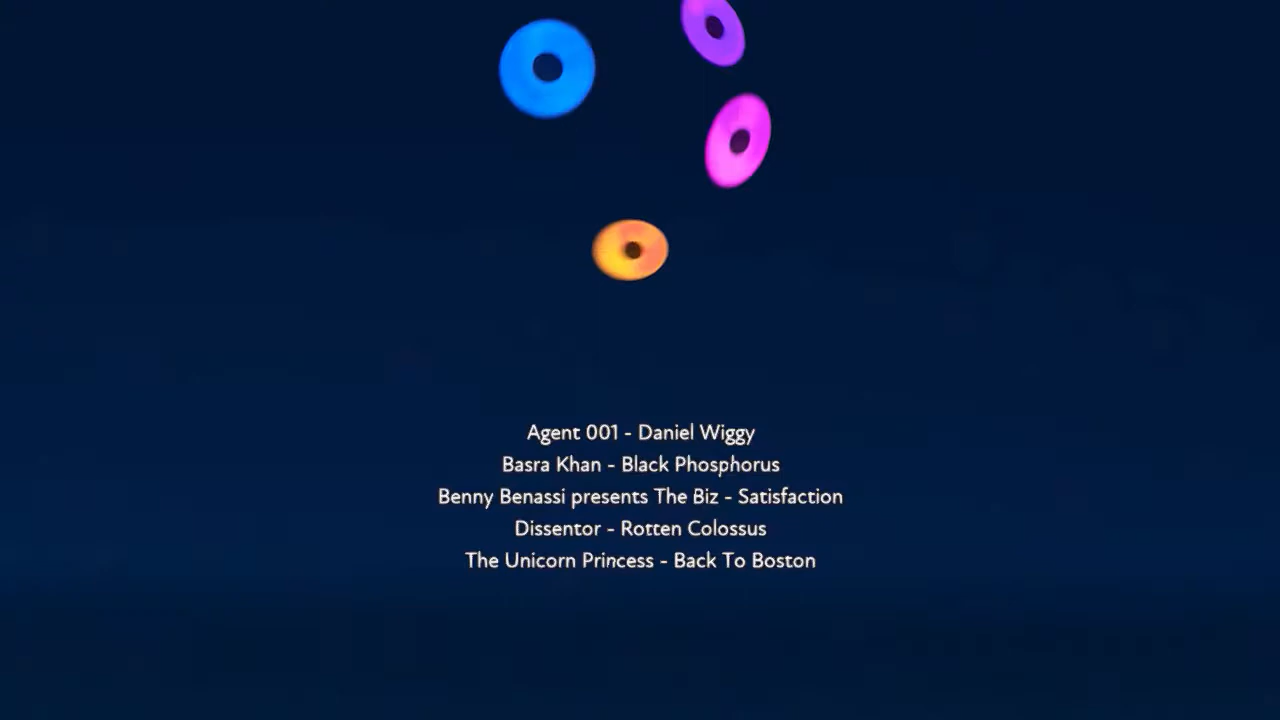 Agent 001 - Daniel Wiggy
Basra Khan - Black Phosphorus
Benny Benassi presents The Biz - Satisfaction
Dissentor - Rotten Colossus
The Unicorn Princess - Back To Boston